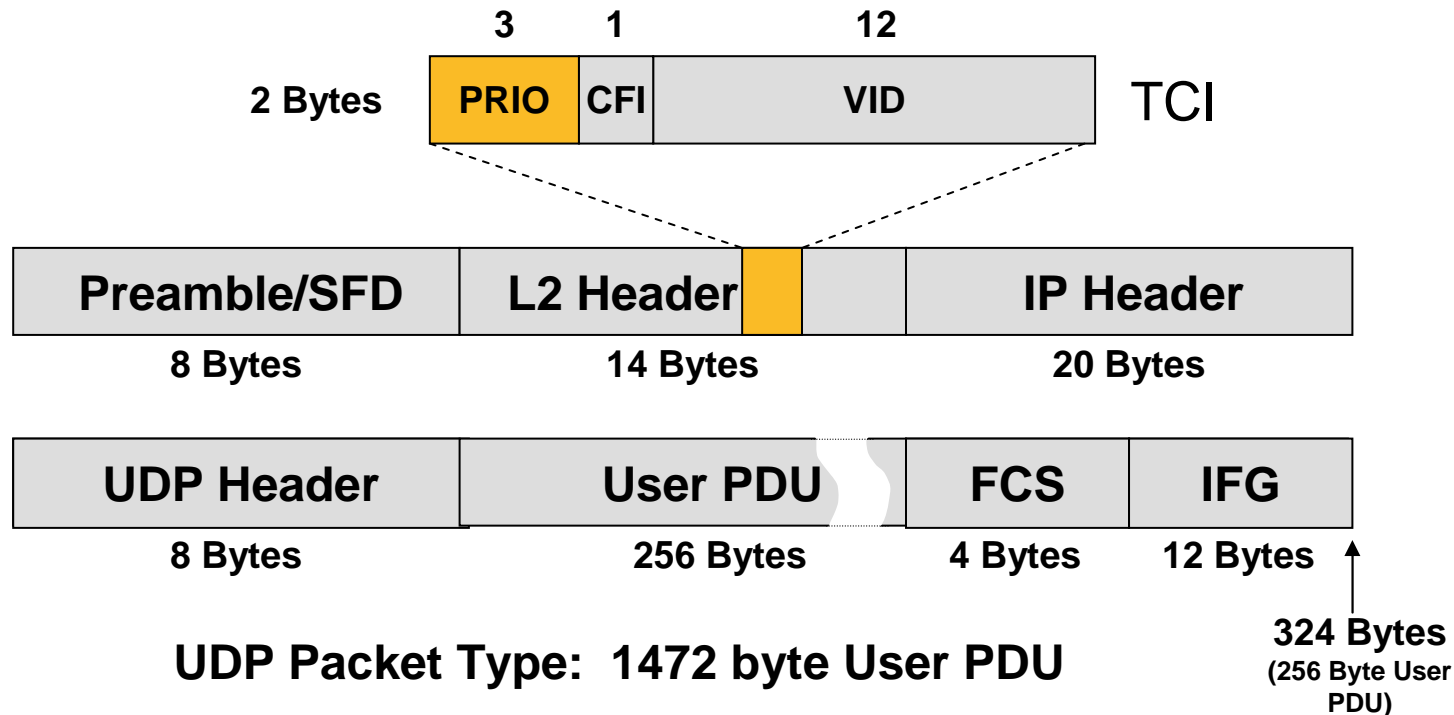 3 1 12
2 Bytes PRIO CFI VID TCI
Preamble/SFD L2 Header IP Header
8 Bytes 14 Bytes 20 Bytes
UDP Header User PDU FCS IFG
8 Bytes 256 Bytes 4 Bytes 12 Bytes
UDP Packet Type: 1472 byte User PDU
324 Bytes
(256 Byte User
PDU)